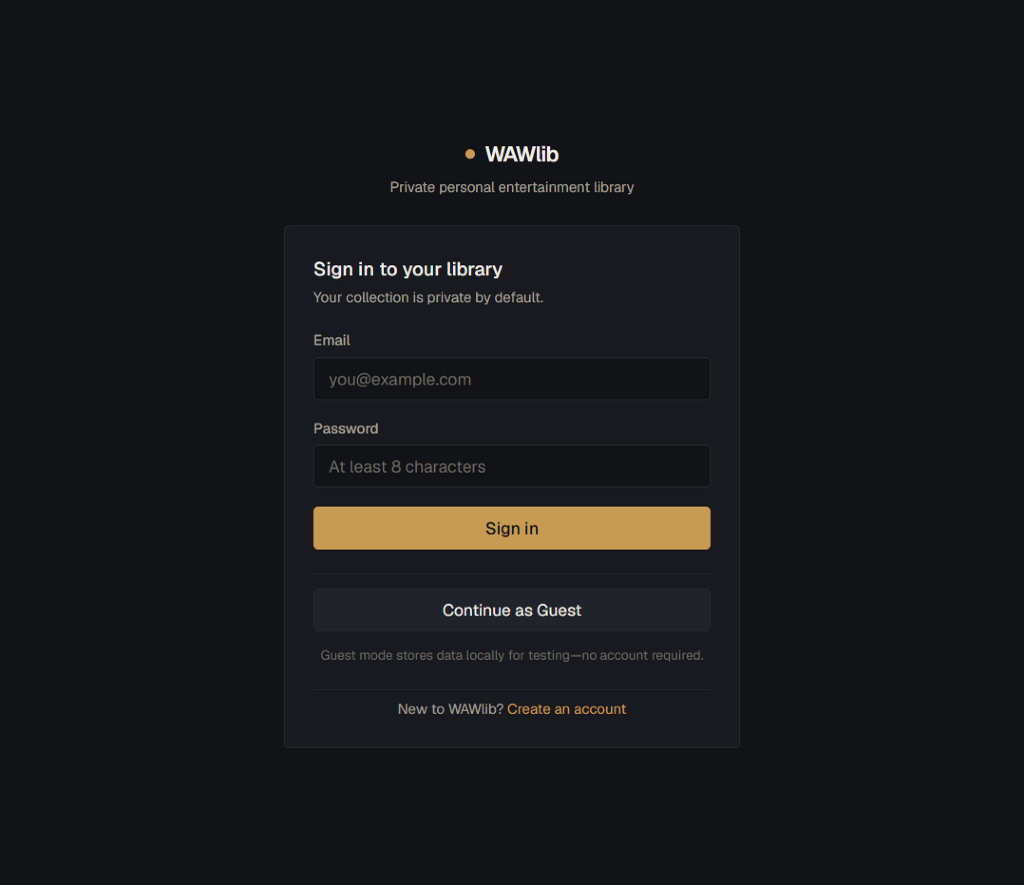 WAWlib
Private personal entertainment library
Sign in to your library
Your collection is private by default.
Email
you@example.com
Password
At least 8 characters
Sign in
Continue as Guest
Guest mode stores data locally for testing—no account required.
New to WAWlib? Create an account